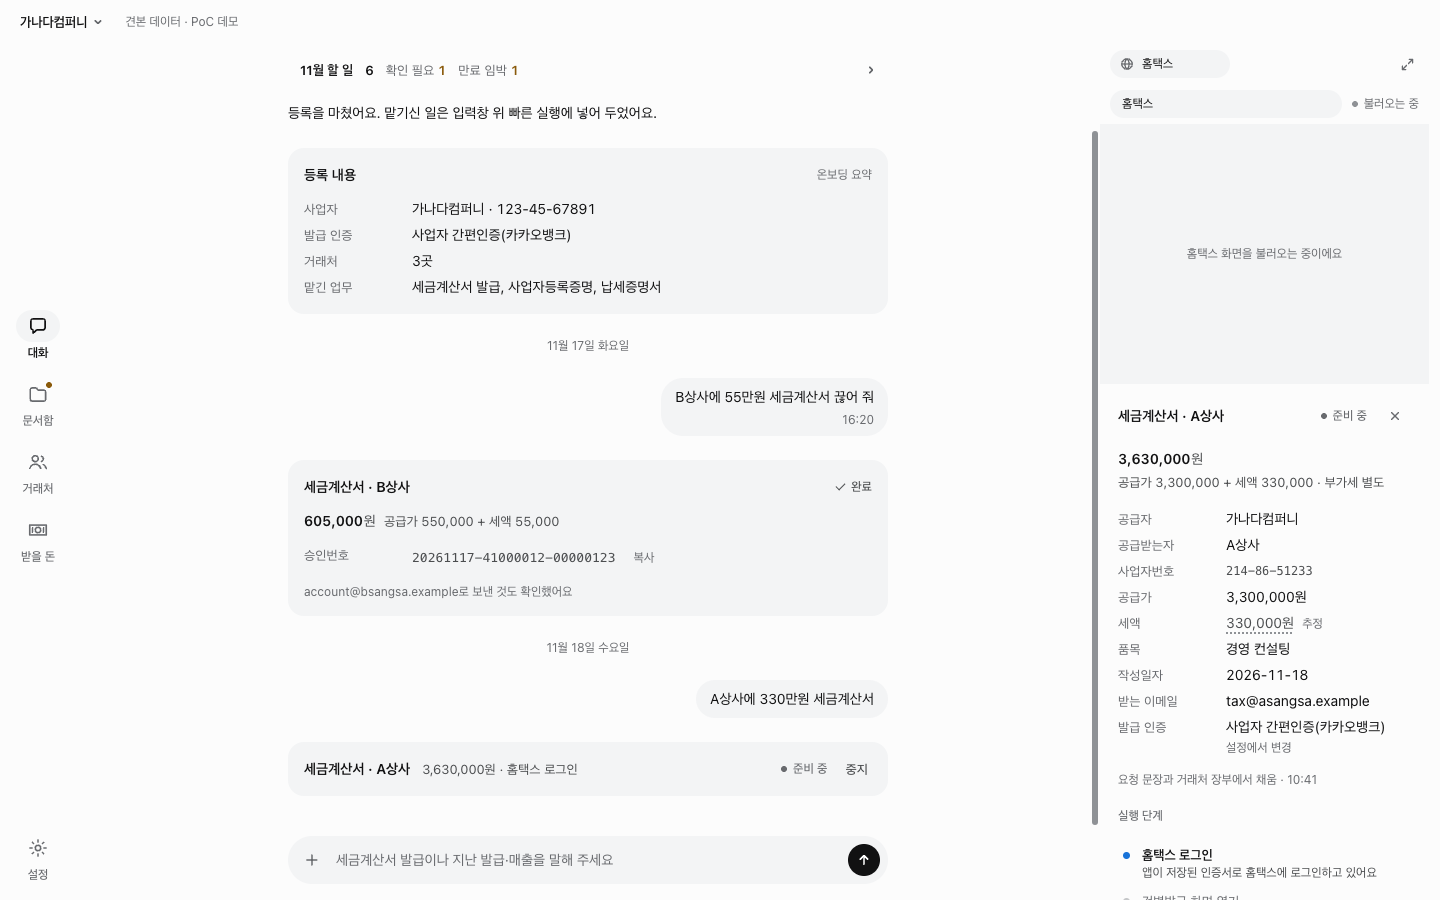 가나다컴퍼니
견본 데이터 · PoC 데모
11월 할 일 6 확인 필요 1 만료 임박 1
등록을 마쳤어요. 맡기신 일은 입력창 위 빠른 실행에 넣어 두었어요.
등록 내용 온보딩 요약
사업자 가나다컴퍼니 · 123-45-67891
발급 인증 사업자 간편인증(카카오뱅크)
거래처 3곳
맡긴 업무 세금계산서 발급, 사업자등록증명, 납세증명서
11월 17일 화요일
B상사에 55만원 세금계산서 끊어 줘
16:20
세금계산서 · B상사 완료
605,000원 공급가 550,000 + 세액 55,000
승인번호 20261117-41000012-00000123 복사
account@bsangsa.example로 보낸 것도 확인했어요
11월 18일 수요일
A상사에 330만원 세금계산서
세금계산서 · A상사 3,630,000원 · 홈택스 로그인 준비 중 중지
세금계산서 발급이나 지난 발급·매출을 말해 주세요
대화
문서함
거래처
받을 돈
설정
홈택스
홈택스 불러오는 중
홈택스 화면을 불러오는 중이에요
세금계산서 · A상사 준비 중
3,630,000원
공급가 3,300,000 + 세액 330,000 · 부가세 별도
공급자 가나다컴퍼니
공급받는자 A상사
사업자번호 214-86-51233
공급가 3,300,000원
세액 330,000원 추정
품목 경영 컨설팅
작성일자 2026-11-18
받는 이메일 tax@asangsa.example
발급 인증 사업자 간편인증(카카오뱅크)
설정에서 변경
요청 문장과 거래처 장부에서 채움 · 10:41
실행 단계
홈택스 로그인
앱이 저장된 인증서로 홈택스에 로그인하고 있어요